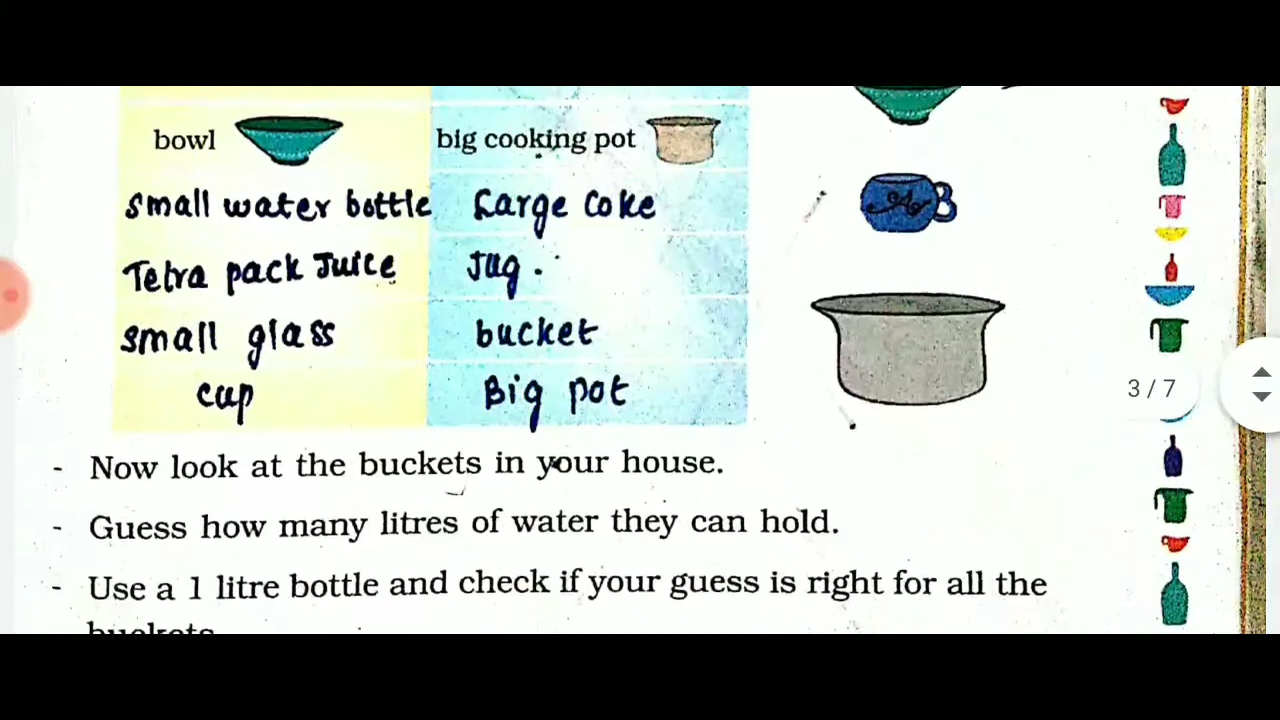 bowl big cooking pot
small water bottle Large Coke
Tetra pack Juice Jug.
small glass bucket
cup Big pot
- Now look at the buckets in your house.
- Guess how many litres of water they can hold.
- Use a 1 litre bottle and check if your guess is right for all the
buckets
3 / 7